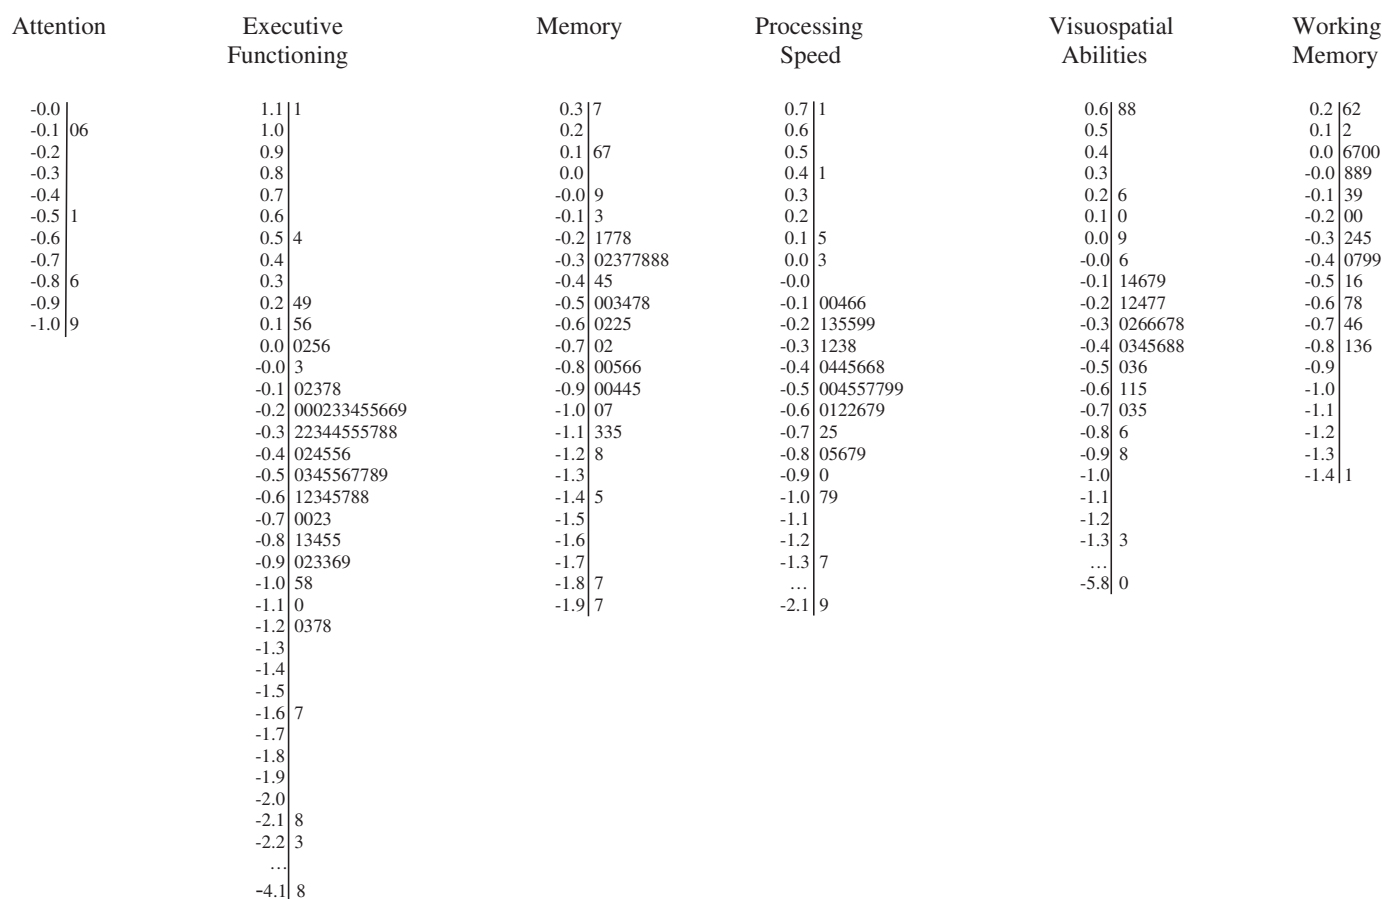 Attention Executive Memory Processing Visuospatial Working
Functioning Speed Abilities Memory
-0.0 1.1 1 0.3 7 0.7 1 0.6 88 0.2 62
-0.1 06 1.0 0.2 0.6 0.5 0.1 2
-0.2 0.9 0.1 67 0.5 0.4 0.0 6700
-0.3 0.8 0.0 0.4 1 0.3 -0.0 889
-0.4 0.7 -0.0 9 0.3 0.2 6 -0.1 39
-0.5 1 0.6 -0.1 3 0.2 0.1 0 -0.2 00
-0.6 0.5 4 -0.2 1778 0.1 5 0.0 9 -0.3 245
-0.7 0.4 -0.3 02377888 0.0 3 -0.0 6 -0.4 0799
-0.8 6 0.3 -0.4 45 -0.0 -0.1 14679 -0.5 16
-0.9 0.2 49 -0.5 003478 -0.1 00466 -0.2 12477 -0.6 78
-1.0 9 0.1 56 -0.6 0225 -0.2 135599 -0.3 0266678 -0.7 46
0.0 0256 -0.7 02 -0.3 1238 -0.4 0345688 -0.8 136
-0.0 3 -0.8 00566 -0.4 0445668 -0.5 036 -0.9
-0.1 02378 -0.9 00445 -0.5 004557799 -0.6 115 -1.0
-0.2 000233455669 -1.0 07 -0.6 0122679 -0.7 035 -1.1
-0.3 22344555788 -1.1 335 -0.7 25 -0.8 6 -1.2
-0.4 024556 -1.2 8 -0.8 05679 -0.9 8 -1.3
-0.5 0345567789 -1.3 -0.9 0 -1.0 -1.4 1
-0.6 12345788 -1.4 5 -1.0 79 -1.1
-0.7 0023 -1.5 -1.1 -1.2
-0.8 13455 -1.6 -1.2 -1.3 3
-0.9 023369 -1.7 -1.3 7 …
-1.0 58 -1.8 7 … -5.8 0
-1.1 0 -1.9 7 -2.1 9
-1.2 0378
-1.3
-1.4
-1.5
-1.6 7
-1.7
-1.8
-1.9
-2.0
-2.1 8
-2.2 3
…
-4.1 8